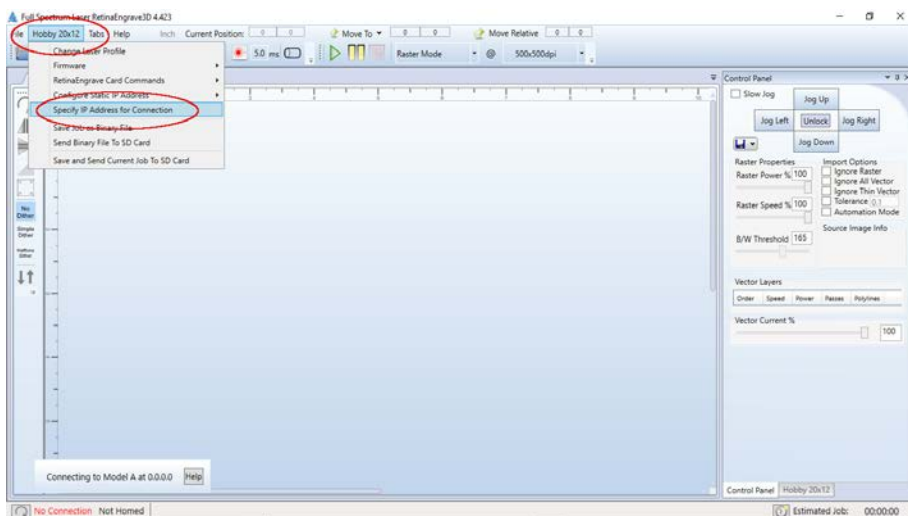 Full Spectrum Laser RetinaEngrave3D 4.423
File Hobby 20x12 Tabs Help Inch Current Position: 0 0 Move To 0 0 Move Relative 0 0
5.0 ms Raster Mode 500x500dpi
Change Laser Profile
Firmware
RetinaEngrave Card Commands
Configure Static IP Address
Specify IP Address for Connection
Save Job as Binary File
Send Binary File To SD Card
Save and Send Current Job To SD Card
No Dither
Simple Dither
Halftone Dither
Control Panel
Slow Jog
Jog Up
Jog Left Unlock Jog Right
Jog Down
Raster Properties Import Options
Raster Power % 100 Ignore Raster
Ignore All Vector
Ignore Thin Vector
Raster Speed % 100 Tolerance 0.1
Automation Mode
B/W Threshold 165 Source Image Info
Vector Layers
Order Speed Power Passes Polylines
Vector Current %
100
Connecting to Model A at 0.0.0.0 Help
Control Panel Hobby 20x12
No Connection Not Homed Estimated Job: 00:00:00